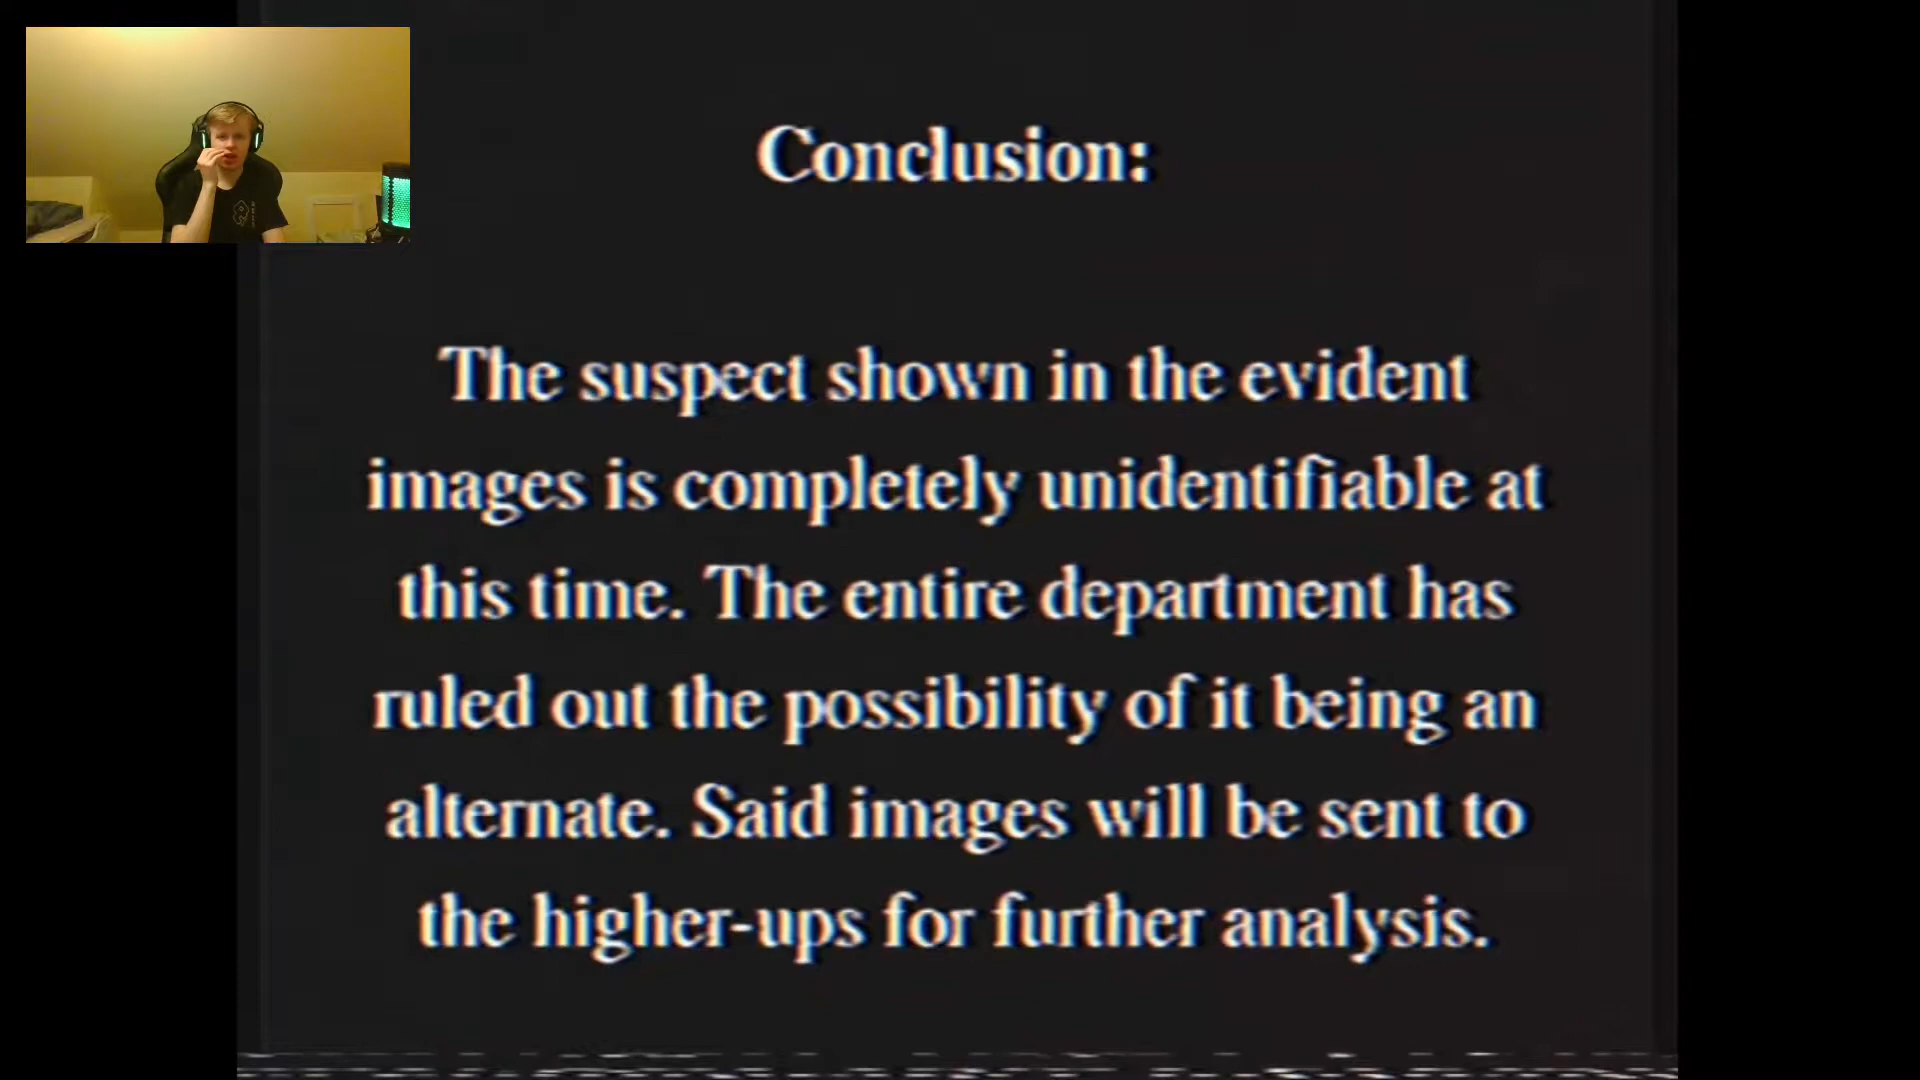 Conclusion:
The suspect shown in the evident
images is completely unidentifiable at
this time. The entire department has
ruled out the possibility of it being an
alternate. Said images will be sent to
the higher-ups for further analysis.